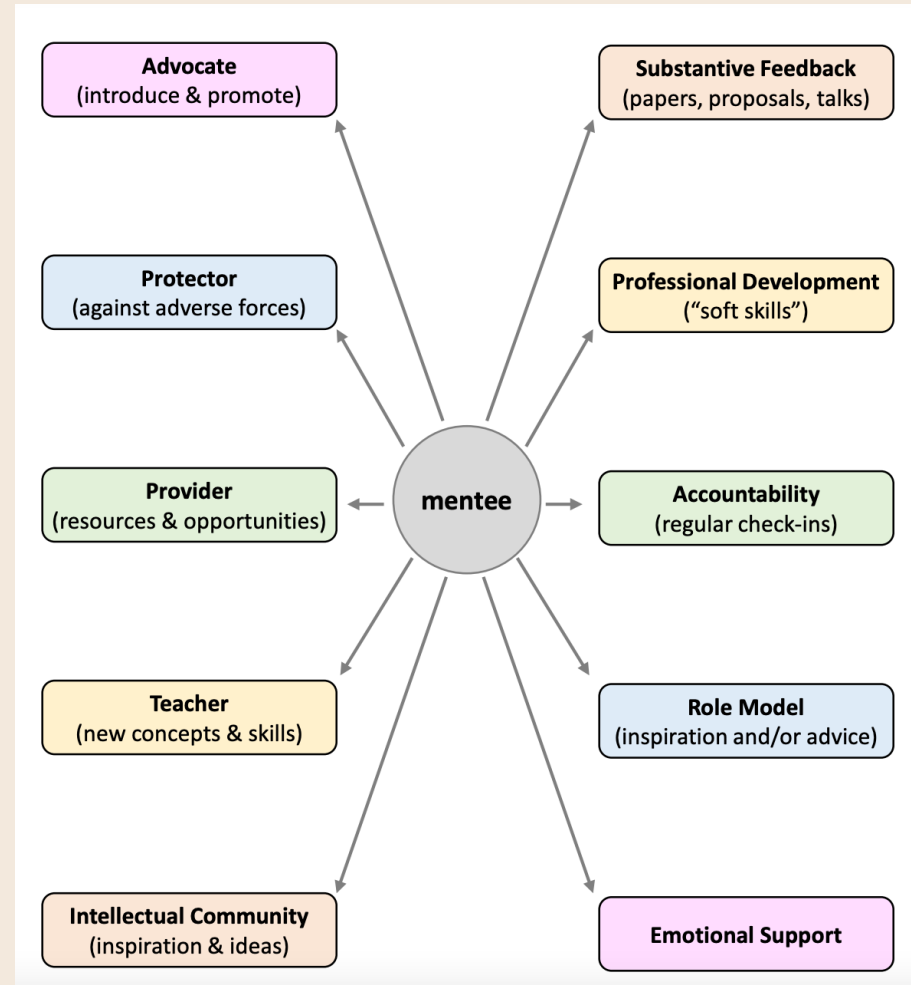 Advocate
(introduce & promote)
Substantive Feedback
(papers, proposals, talks)
Protector
(against adverse forces)
Professional Development
(“soft skills”)
Provider
(resources & opportunities)
mentee
Accountability
(regular check-ins)
Teacher
(new concepts & skills)
Role Model
(inspiration and/or advice)
Intellectual Community
(inspiration & ideas)
Emotional Support